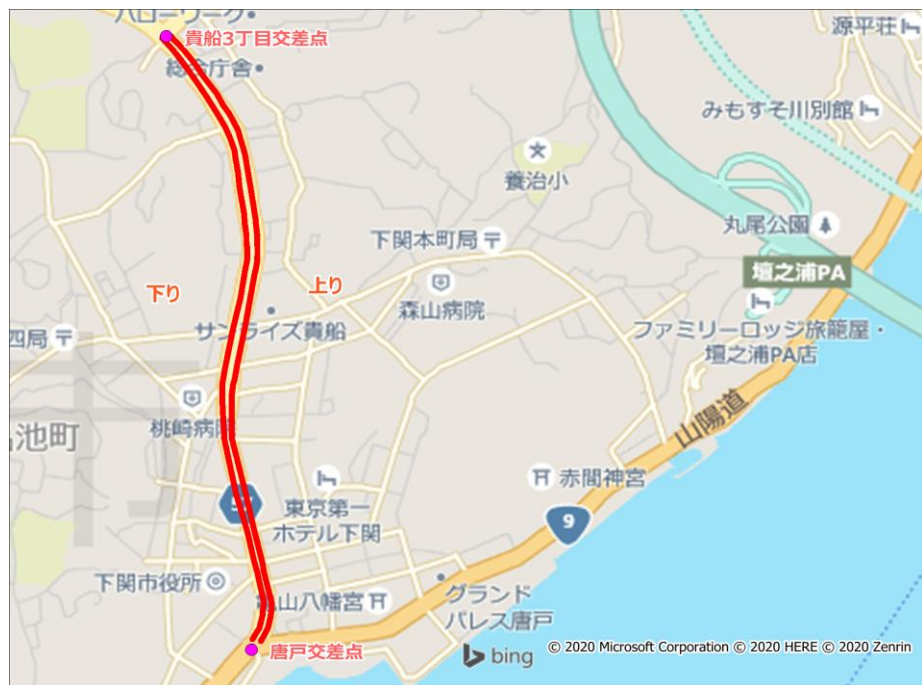 ハローワーク
貴船3丁目交差点
源平荘
総合庁舎
みもすそ川別館
養治小
下関本町局
丸尾公園
壇之浦PA
下り
上り
森山病院
四局
サンライズ貴船
ファミリーロッジ旅籠屋・
壇之浦PA店
桃崎病院
池町
山陽道
赤間神宮
東京第一
ホテル下関
9
下関市役所
亀山八幡宮
グランド
パレス唐戸
唐戸交差点
bing
© 2020 Microsoft Corporation © 2020 HERE © 2020 Zenrin